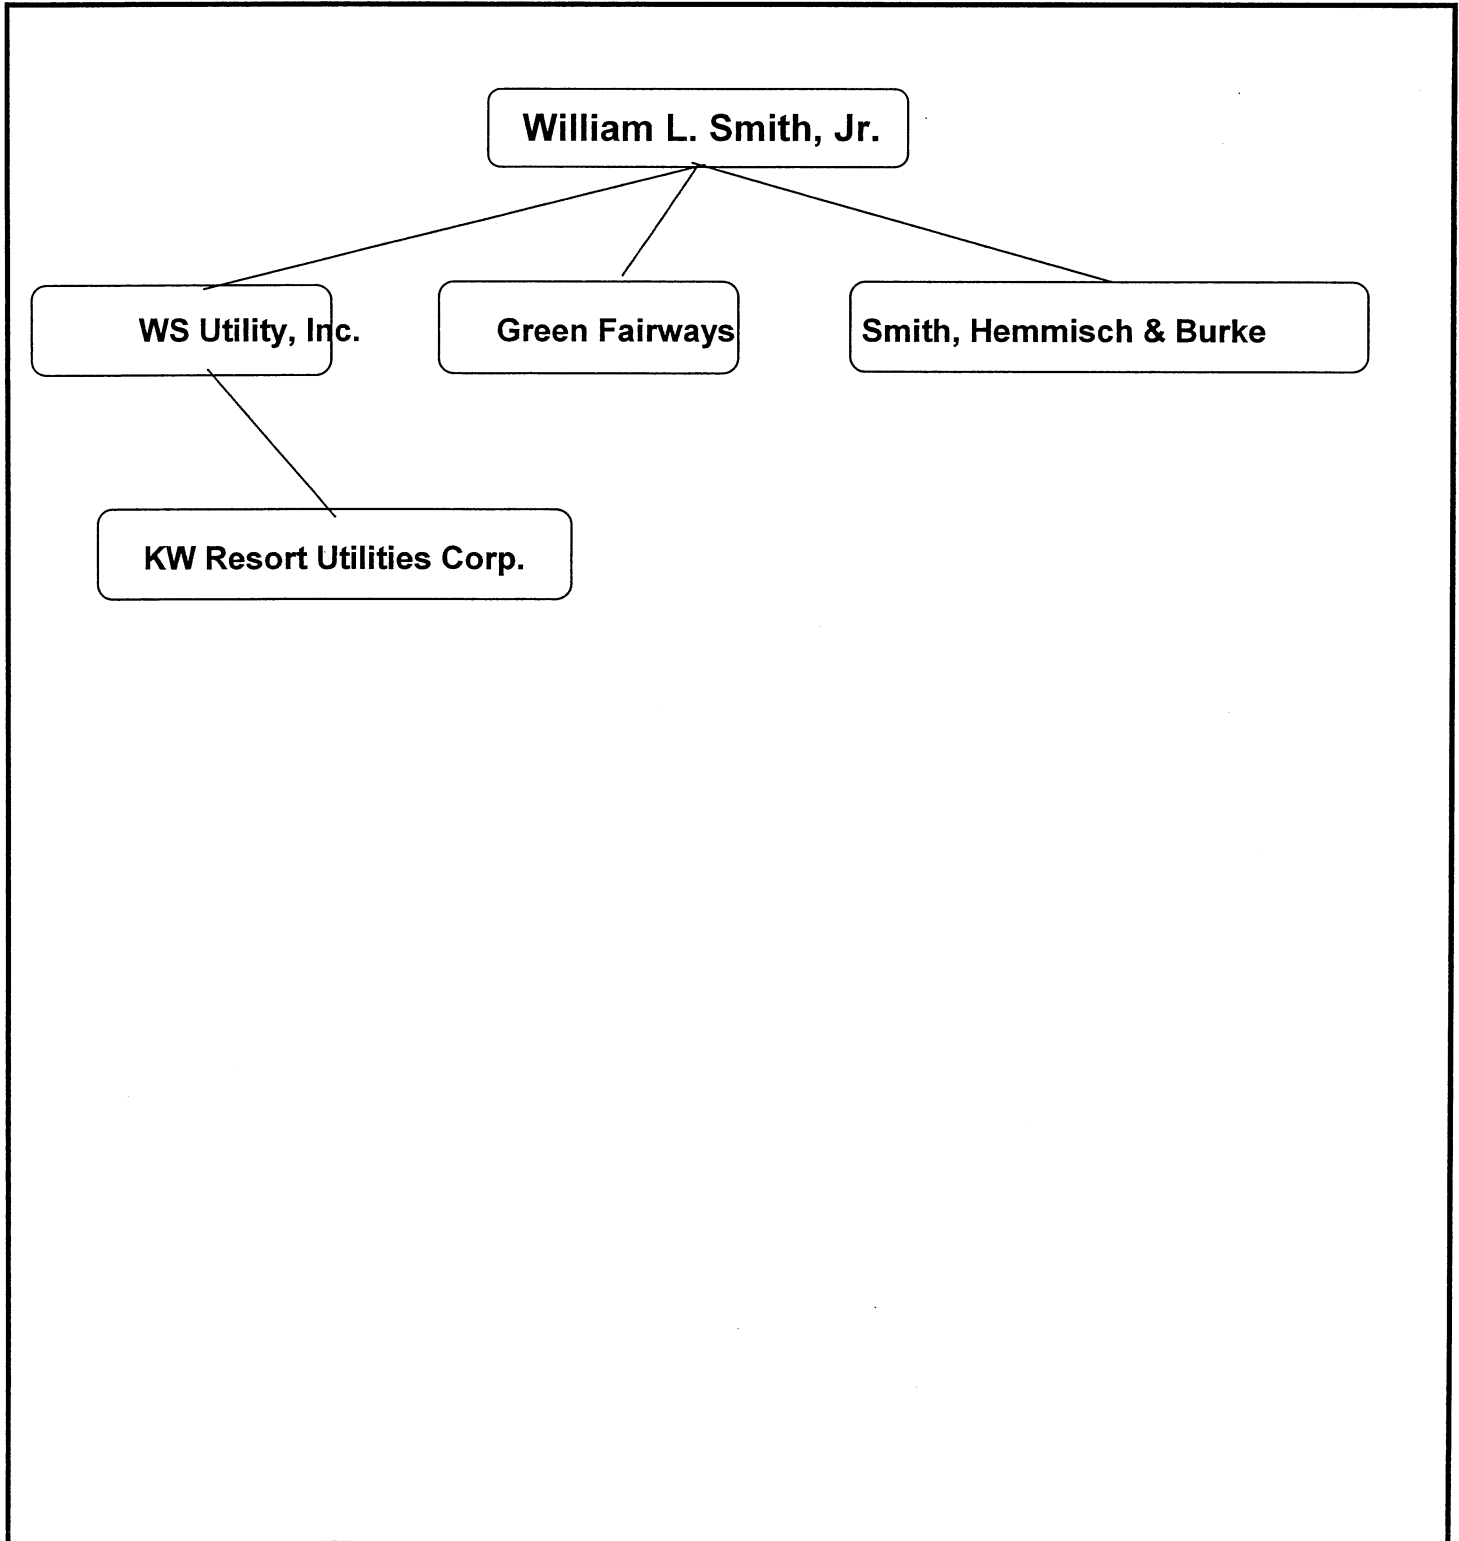 William L. Smith, Jr.
WS Utility, Inc.
Green Fairways
Smith, Hemmisch & Burke
KW Resort Utilities Corp.